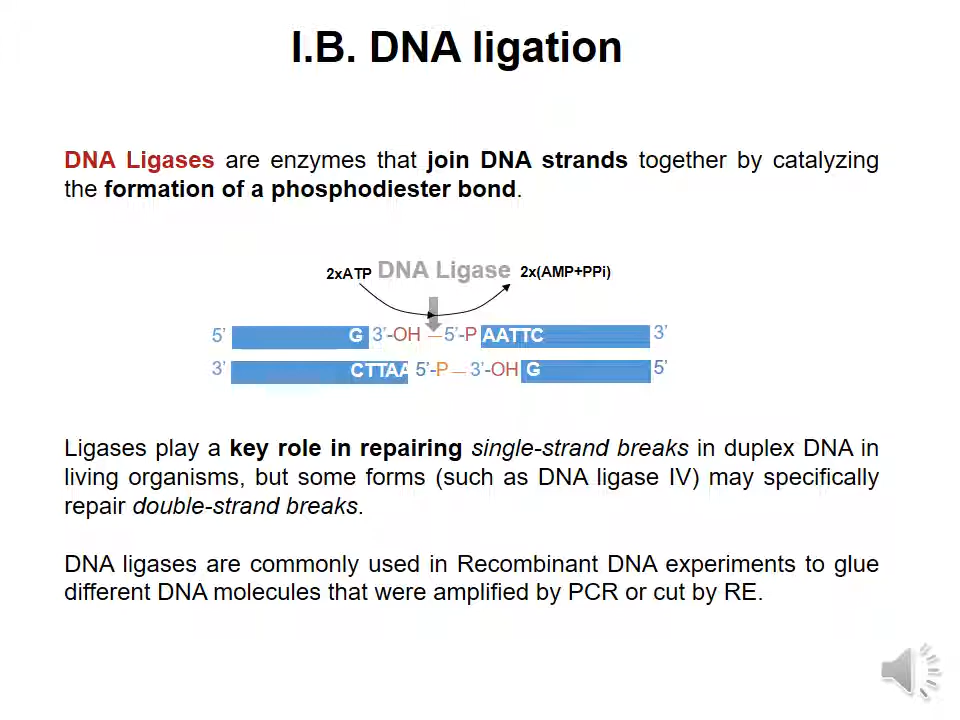 I.B. DNA ligation
DNA Ligases are enzymes that join DNA strands together by catalyzing
the formation of a phosphodiester bond.
2xATP DNA Ligase 2x(AMP+PPi)
5’ G 3’-OH — 5’-P AATTC 3’
3’ CTTAA 5’-P — 3’-OH G 5’
Ligases play a key role in repairing single-strand breaks in duplex DNA in
living organisms, but some forms (such as DNA ligase IV) may specifically
repair double-strand breaks.
DNA ligases are commonly used in Recombinant DNA experiments to glue
different DNA molecules that were amplified by PCR or cut by RE.